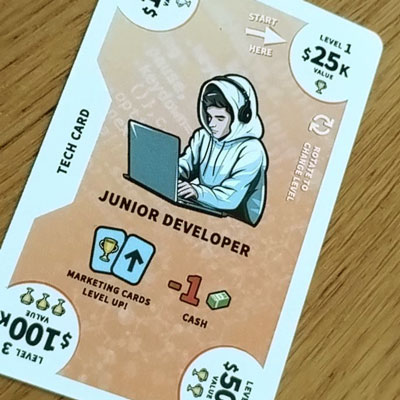 START
HERE
LEVEL 1
$25K
VALUE
ROTATE TO
CHANGE LEVEL
TECH CARD
JUNIOR DEVELOPER
MARKETING CARDS
LEVEL UP!
-1
CASH
LEVEL 3
$100K
VALUE
$50